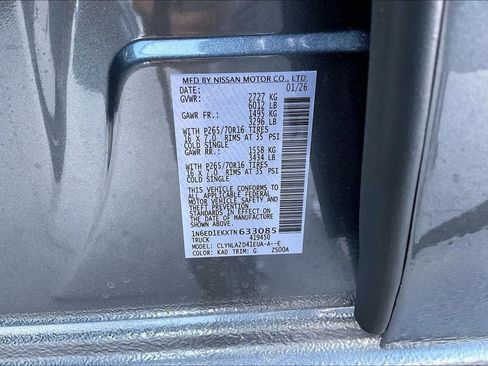 MFD BY NISSAN MOTOR CO., LTD.
DATE: 01/26
GVWR: 2727 KG
6012 LB
GAWR FR.: 1495 KG
3296 LB
WITH P265/70R16 TIRES
16 X 7.0 RIMS AT 35 PSI
COLD SINGLE
GAWR RR.: 1558 KG
3434 LB
WITH P265/70R16 TIRES
16 X 7.0 RIMS AT 35 PSI
COLD SINGLE
THIS VEHICLE CONFORMS TO
ALL APPLICABLE FEDERAL
MOTOR VEHICLE SAFETY AND
THEFT PREVENTION
STANDARDS IN EFFECT ON THE
DATE OF MANUFACTURE
SHOWN ABOVE.
1N6ED1EKXTN633085
TRUCK 419450
MODEL: CLYNLA2D41EUA-A--E
COLOR: KAD TRIM: G ZS00A